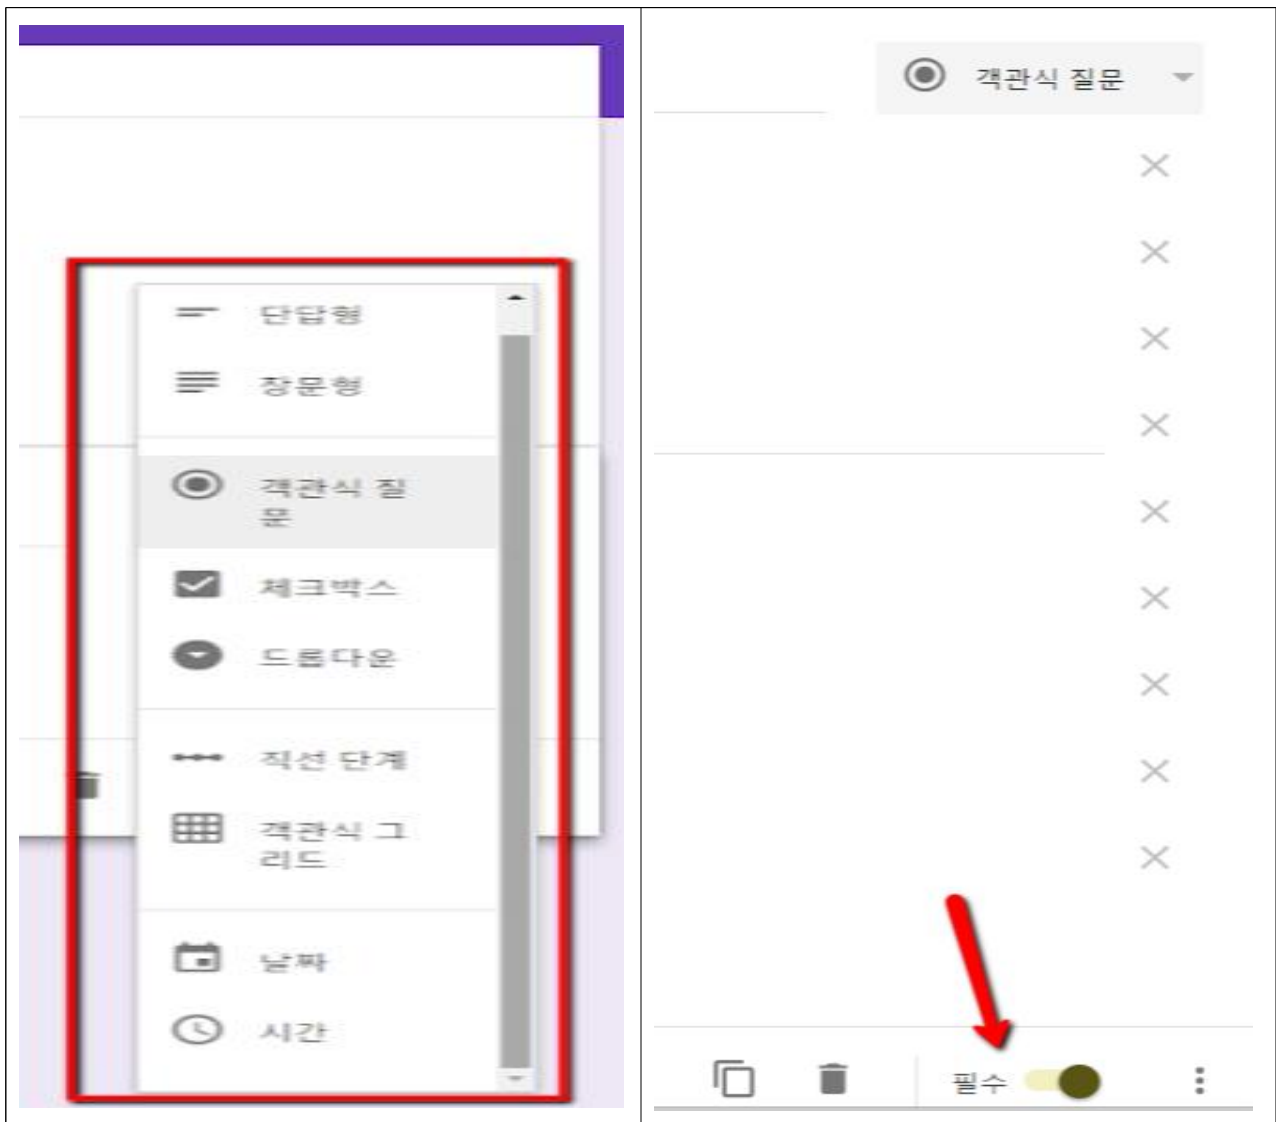 단답형
장문형
객관식 질
문
체크박스
드롭다운
직선 단계
객관식 그
리드
날짜
시간
객관식 질문
필수